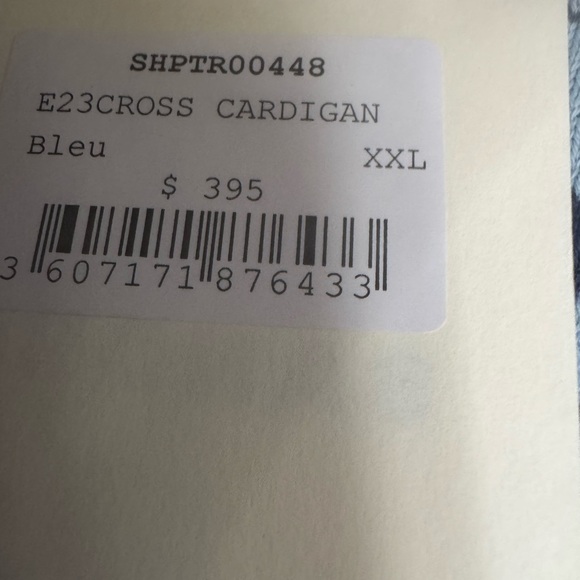 SHPTR00448
E23CROSS CARDIGAN
Bleu XXL
$ 395
3 607171 876433